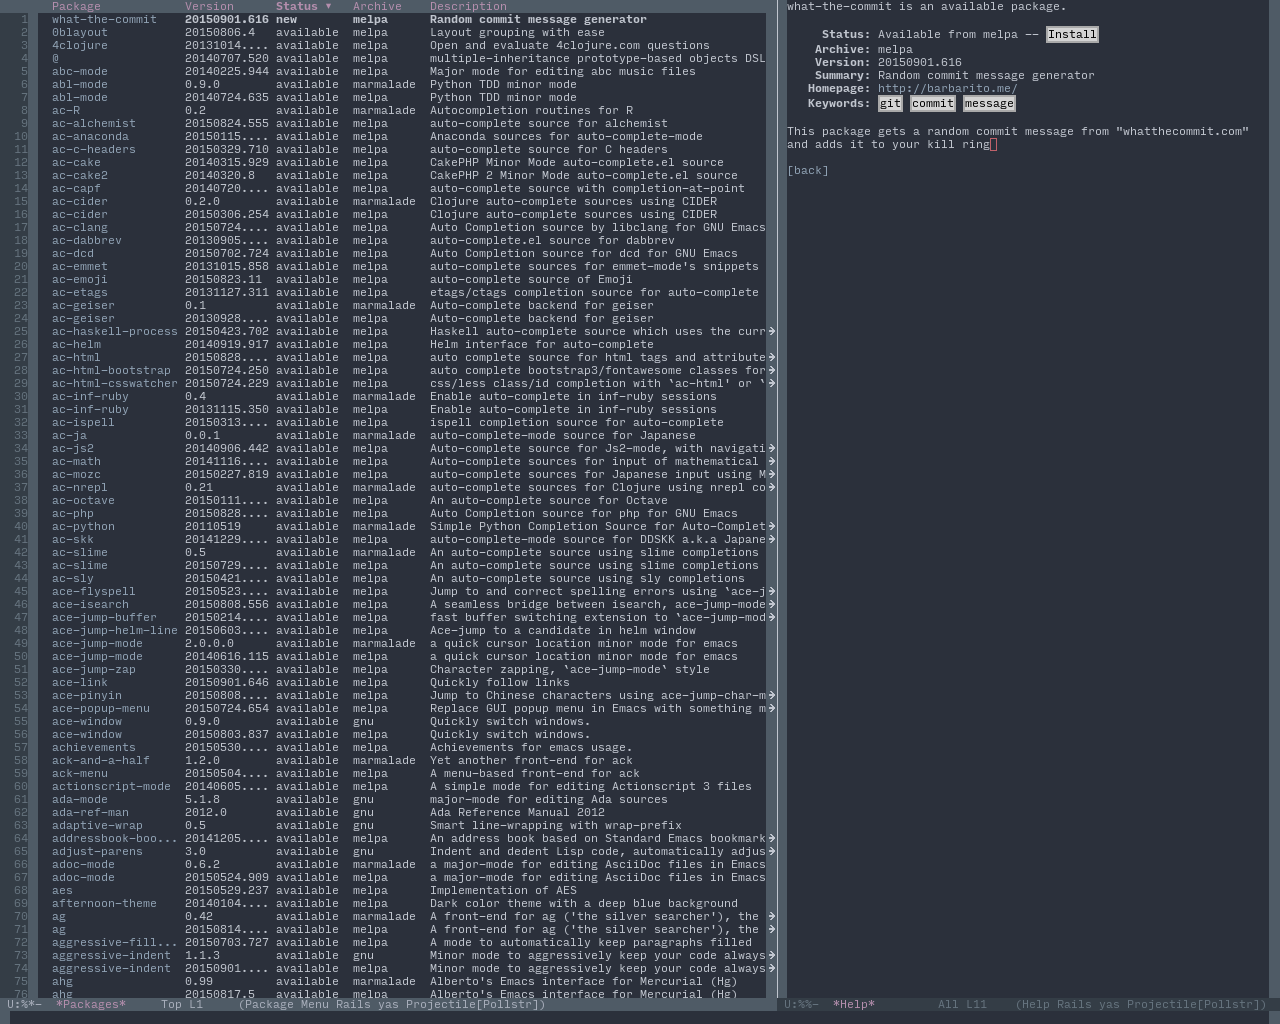 Package Version Status ▼ Archive Description
1 what-the-commit 20150901.616 new melpa Random commit message generator
2 0blayout 20150806.4 available melpa Layout grouping with ease
3 4clojure 20131014.... available melpa Open and evaluate 4clojure.com questions
4 @ 20140707.520 available melpa multiple-inheritance prototype-based objects DSL
5 abc-mode 20140225.944 available melpa Major mode for editing abc music files
6 abl-mode 0.9.0 available marmalade Python TDD minor mode
7 abl-mode 20140724.635 available melpa Python TDD minor mode
8 ac-R 0.2 available marmalade Autocompletion routines for R
9 ac-alchemist 20150824.555 available melpa auto-complete source for alchemist
10 ac-anaconda 20150115.... available melpa Anaconda sources for auto-complete-mode
11 ac-c-headers 20150329.710 available melpa auto-complete source for C headers
12 ac-cake 20140315.929 available melpa CakePHP Minor Mode auto-complete.el source
13 ac-cake2 20140320.8 available melpa CakePHP 2 Minor Mode auto-complete.el source
14 ac-capf 20140720.... available melpa auto-complete source with completion-at-point
15 ac-cider 0.2.0 available marmalade Clojure auto-complete sources using CIDER
16 ac-cider 20150306.254 available melpa Clojure auto-complete sources using CIDER
17 ac-clang 20150724.... available melpa Auto Completion source by libclang for GNU Emacs
18 ac-dabbrev 20130905.... available melpa auto-complete.el source for dabbrev
19 ac-dcd 20150702.724 available melpa Auto Completion source for dcd for GNU Emacs
20 ac-emmet 20131015.858 available melpa auto-complete sources for emmet-mode's snippets
21 ac-emoji 20150823.11 available melpa auto-complete source of Emoji
22 ac-etags 20131127.311 available melpa etags/ctags completion source for auto-complete
23 ac-geiser 0.1 available marmalade Auto-complete backend for geiser
24 ac-geiser 20130928.... available melpa Auto-complete backend for geiser
25 ac-haskell-process 20150423.702 available melpa Haskell auto-complete source which uses the curr→
26 ac-helm 20140919.917 available melpa Helm interface for auto-complete
27 ac-html 20150828.... available melpa auto complete source for html tags and attribute→
28 ac-html-bootstrap 20150724.250 available melpa auto complete bootstrap3/fontawesome classes for→
29 ac-html-csswatcher 20150724.229 available melpa css/less class/id completion with `ac-html' or `→
30 ac-inf-ruby 0.4 available marmalade Enable auto-complete in inf-ruby sessions
31 ac-inf-ruby 20131115.350 available melpa Enable auto-complete in inf-ruby sessions
32 ac-ispell 20150313.... available melpa ispell completion source for auto-complete
33 ac-ja 0.0.1 available marmalade auto-complete-mode source for Japanese
34 ac-js2 20140906.442 available melpa auto-complete source for Js2-mode, with navigati→
35 ac-math 20141116.... available melpa Auto-complete sources for input of mathematical →
36 ac-mozc 20150227.819 available melpa auto-complete sources for Japanese input using M→
37 ac-nrepl 0.21 available marmalade auto-complete sources for Clojure using nrepl co→
38 ac-octave 20150111.... available melpa An auto-complete source for Octave
39 ac-php 20150828.... available melpa Auto Completion source for php for GNU Emacs
40 ac-python 20110519 available marmalade Simple Python Completion Source for Auto-Complet→
41 ac-skk 20141229.... available melpa auto-complete-mode source for DDSKK a.k.a Japane→
42 ac-slime 0.5 available marmalade An auto-complete source using slime completions
43 ac-slime 20150729.... available melpa An auto-complete source using slime completions
44 ac-sly 20150421.... available melpa An auto-complete source using sly completions
45 ace-flyspell 20150523.... available melpa Jump to and correct spelling errors using `ace-j→
46 ace-isearch 20150808.556 available melpa A seamless bridge between isearch, ace-jump-mode→
47 ace-jump-buffer 20150214.... available melpa fast buffer switching extension to `ace-jump-mod→
48 ace-jump-helm-line 20150603.... available melpa Ace-jump to a candidate in helm window
49 ace-jump-mode 2.0.0.0 available marmalade a quick cursor location minor mode for emacs
50 ace-jump-mode 20140616.115 available melpa a quick cursor location minor mode for emacs
51 ace-jump-zap 20150330.... available melpa Character zapping, `ace-jump-mode` style
52 ace-link 20150901.646 available melpa Quickly follow links
53 ace-pinyin 20150808.... available melpa Jump to Chinese characters using ace-jump-char-m→
54 ace-popup-menu 20150724.654 available melpa Replace GUI popup menu in Emacs with something m→
55 ace-window 0.9.0 available gnu Quickly switch windows.
56 ace-window 20150803.837 available melpa Quickly switch windows.
57 achievements 20150530.... available melpa Achievements for emacs usage.
58 ack-and-a-half 1.2.0 available marmalade Yet another front-end for ack
59 ack-menu 20150504.... available melpa A menu-based front-end for ack
60 actionscript-mode 20140605.... available melpa A simple mode for editing Actionscript 3 files
61 ada-mode 5.1.8 available gnu major-mode for editing Ada sources
62 ada-ref-man 2012.0 available gnu Ada Reference Manual 2012
63 adaptive-wrap 0.5 available gnu Smart line-wrapping with wrap-prefix
64 addressbook-boo... 20141205.... available melpa An address book based on Standard Emacs bookmark→
65 adjust-parens 3.0 available gnu Indent and dedent Lisp code, automatically adjus→
66 adoc-mode 0.6.2 available marmalade a major-mode for editing AsciiDoc files in Emacs
67 adoc-mode 20150524.909 available melpa a major-mode for editing AsciiDoc files in Emacs
68 aes 20150529.237 available melpa Implementation of AES
69 afternoon-theme 20140104.... available melpa Dark color theme with a deep blue background
70 ag 0.42 available marmalade A front-end for ag ('the silver searcher'), the →
71 ag 20150814.... available melpa A front-end for ag ('the silver searcher'), the →
72 aggressive-fill... 20150703.727 available melpa A mode to automatically keep paragraphs filled
73 aggressive-indent 1.1.3 available gnu Minor mode to aggressively keep your code always→
74 aggressive-indent 20150901.... available melpa Minor mode to aggressively keep your code always→
75 ahg 0.99 available marmalade Alberto's Emacs interface for Mercurial (Hg)
76 ahg 20150817.5 available melpa Alberto's Emacs interface for Mercurial (Hg)
U:%*- *Packages* Top L1 (Package Menu Rails yas Projectile[Pollstr])
what-the-commit is an available package.
Status: Available from melpa -- Install
Archive: melpa
Version: 20150901.616
Summary: Random commit message generator
Homepage: http://barbarito.me/
Keywords: git commit message
This package gets a random commit message from "whatthecommit.com"
and adds it to your kill ring
[back]
U:%%- *Help* All L11 (Help Rails yas Projectile[Pollstr])